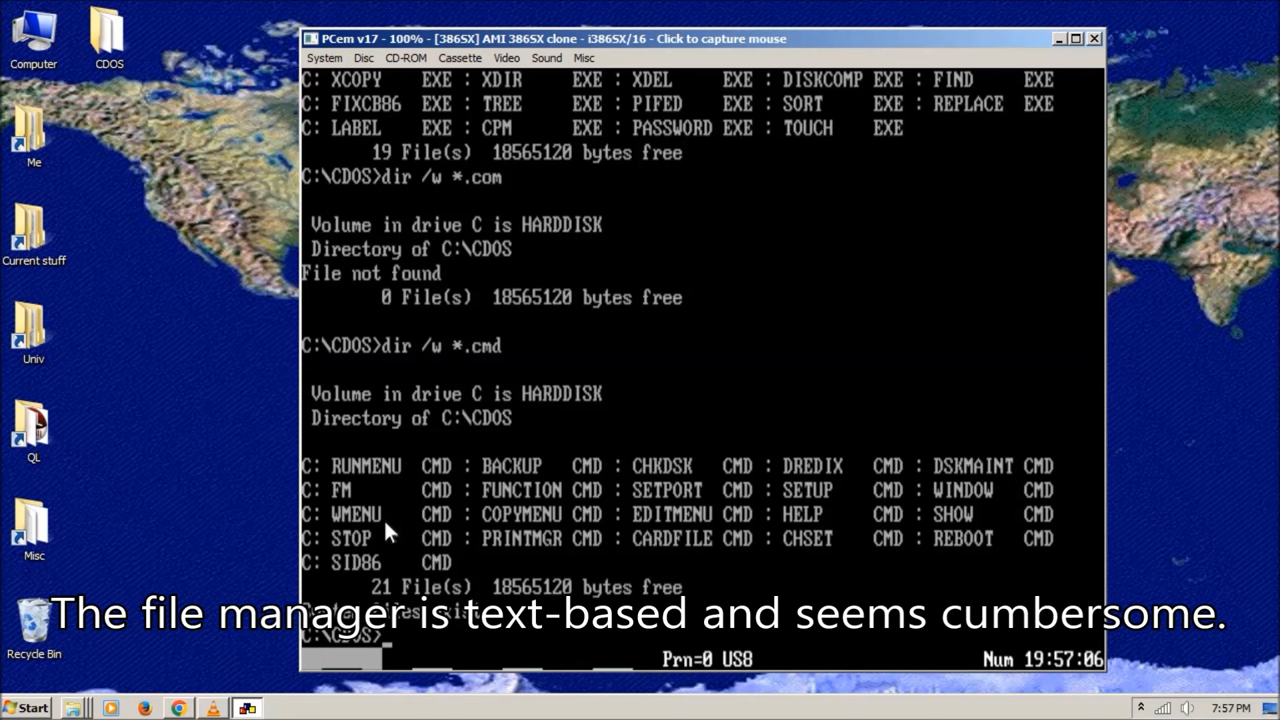 Computer
CDOS
Me
Current stuff
Univ
QL
Misc
Recycle Bin
PCem v17 - 100% - [386SX] AMI 386SX clone - i386SX/16 - Click to capture mouse
System Disc CD-ROM Cassette Video Sound Misc
C: XCOPY EXE : XDIR EXE : XDEL EXE : DISKCOMP EXE : FIND EXE
C: FIXCB86 EXE : TREE EXE : PIFED EXE : SORT EXE : REPLACE EXE
C: LABEL EXE : CPM EXE : PASSWORD EXE : TOUCH EXE
19 File(s) 18565120 bytes free
C:\CDOS>dir /w *.com
Volume in drive C is HARDDISK
Directory of C:\CDOS
File not found
0 File(s) 18565120 bytes free
C:\CDOS>dir /w *.cmd
Volume in drive C is HARDDISK
Directory of C:\CDOS
C: RUNMENU CMD : BACKUP CMD : CHKDSK CMD : DREDIX CMD : DSKMAINT CMD
C: FM CMD : FUNCTION CMD : SETPORT CMD : SETUP CMD : WINDOW CMD
C: WMENU CMD : COPYMENU CMD : EDITMENU CMD : HELP CMD : SHOW CMD
C: STOP CMD : PRINTMGR CMD : CARDFILE CMD : CHSET CMD : REBOOT CMD
C: SID86 CMD
21 File(s) 18565120 bytes free
The file manager is text-based and seems cumbersome.
C:\CDOS>_
Prn=0 US8 Num 19:57:06
Start 7:57 PM